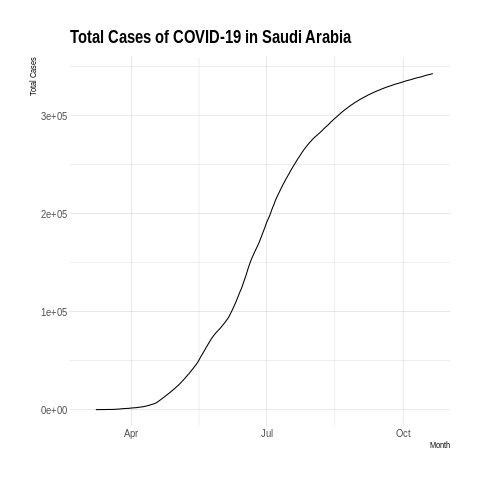 Total Cases of COVID-19 in Saudi Arabia
Total Cases
3e+05
2e+05
1e+05
0e+00
Apr Jul Oct
Month